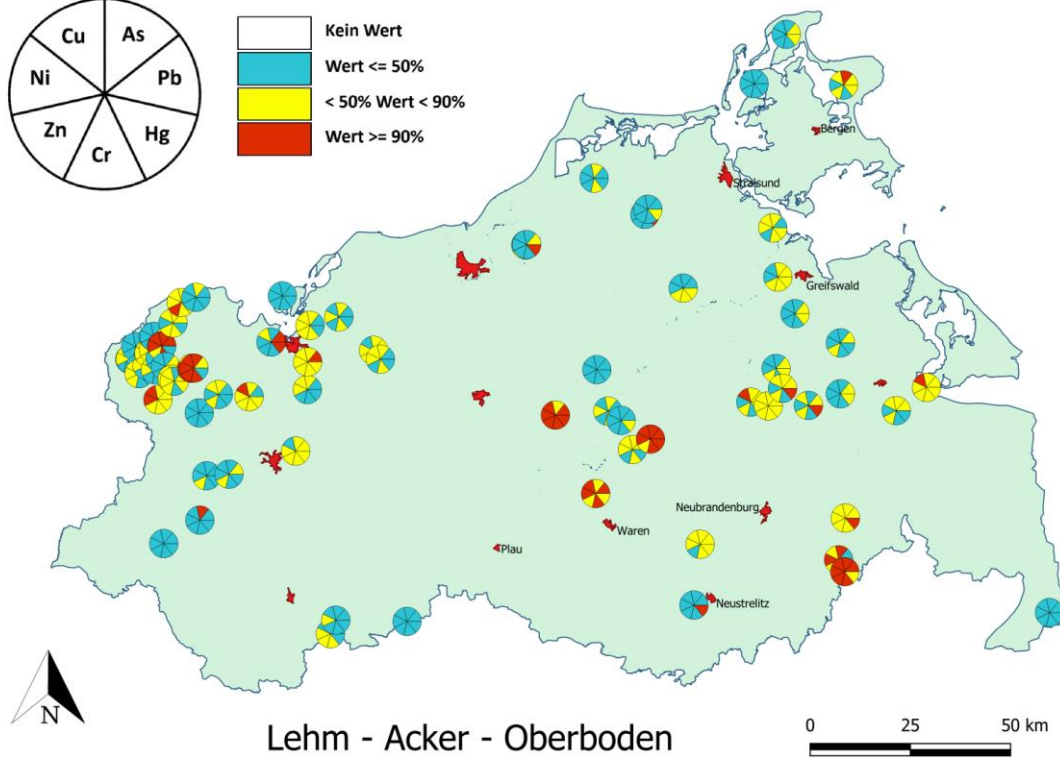 Cu
As
Ni
Pb
Zn
Hg
Cr
Kein Wert
Wert <= 50%
< 50% Wert < 90%
Wert >= 90%
Bergen
Stralsund
Greifswald
Neubrandenburg
Waren
Plau
Neustrelitz
N
Lehm - Acker - Oberboden
0 25 50 km